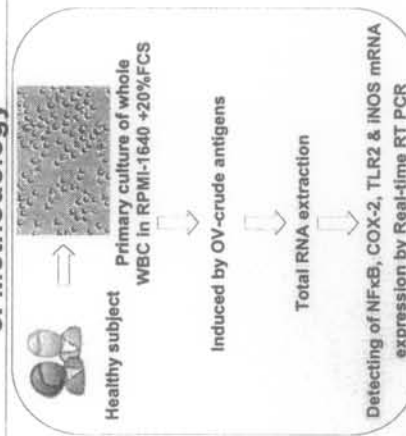 Healthy subject
Primary culture of whole
WBC in RPMI-1640 +20%FCS
Induced by OV-crude antigens
Total RNA extraction
Detecting of NFκB, COX-2, TLR2 & iNOS mRNA
expression by Real-time RT PCR